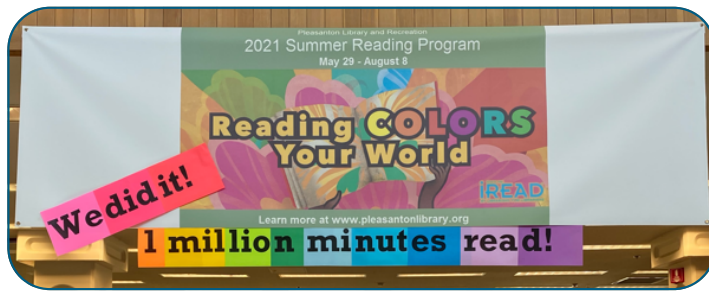 Pleasanton Library and Recreation
2021 Summer Reading Program
May 29 - August 8
Reading COLORS
Your World
iREAD
Learn more at www.pleasantonlibrary.org
We did it!
1 million minutes read!